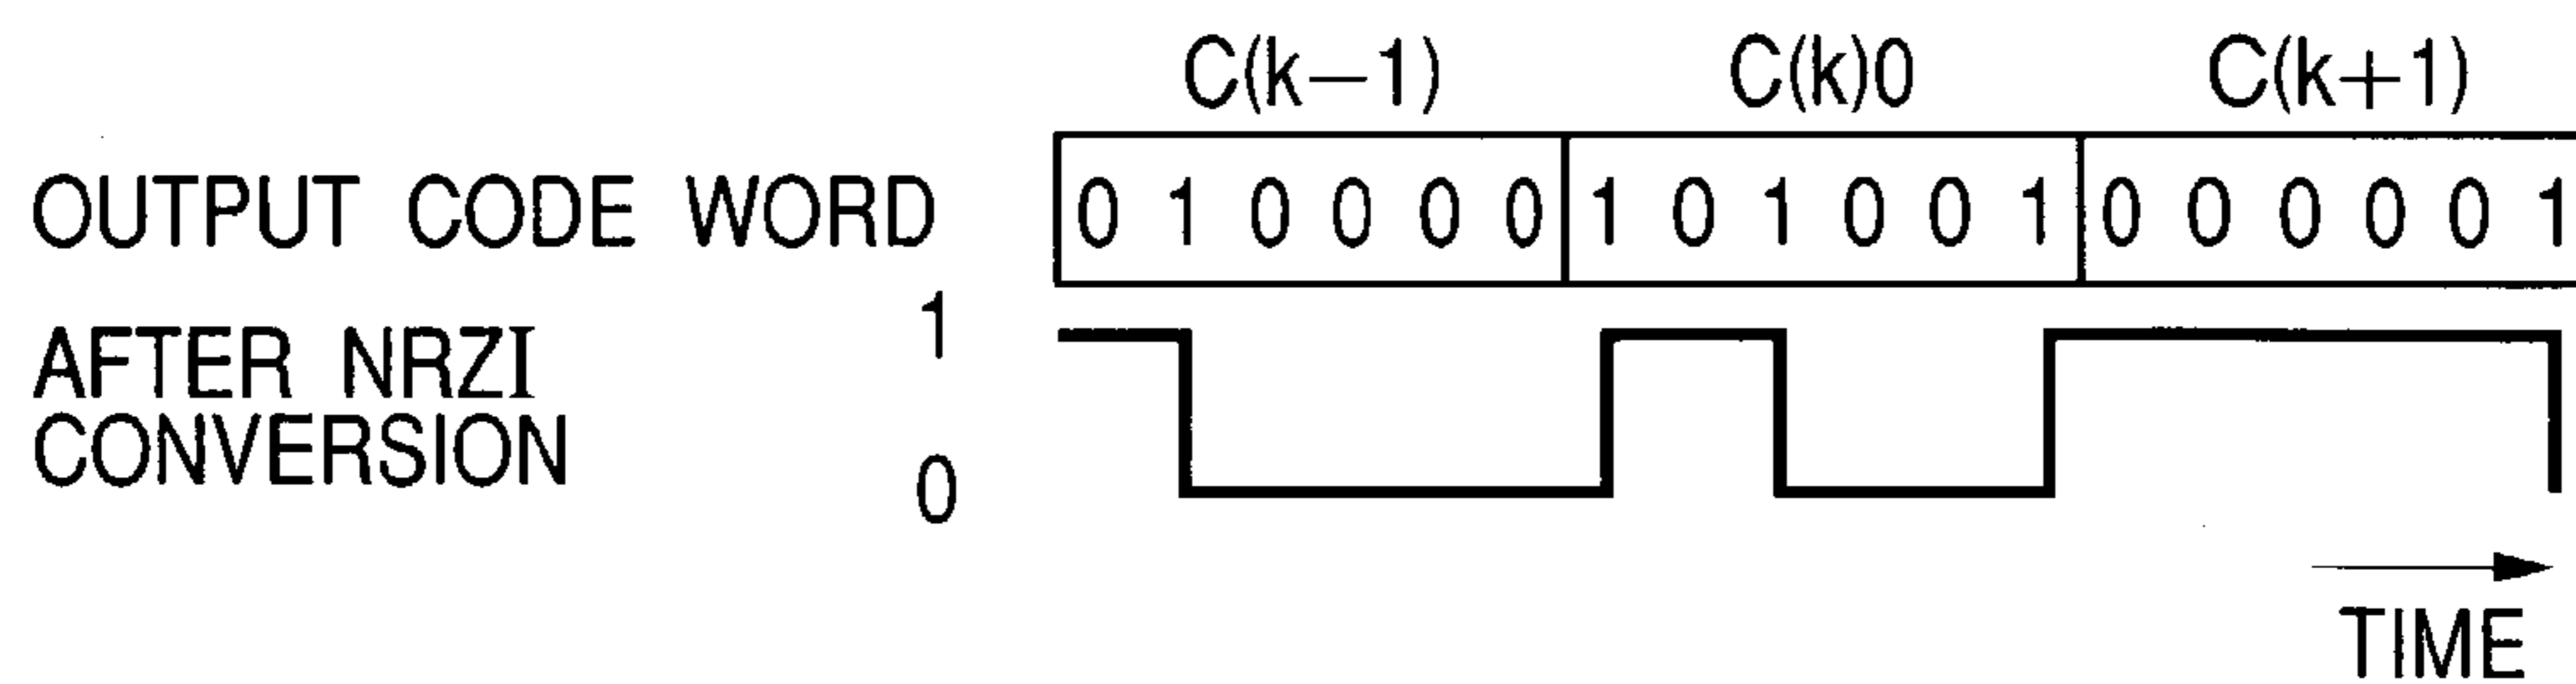 C(k−1) C(k)0 C(k+1)
OUTPUT CODE WORD 0 1 0 0 0 0 1 0 1 0 0 1 0 0 0 0 0 1
1
AFTER NRZI
CONVERSION
0
TIME